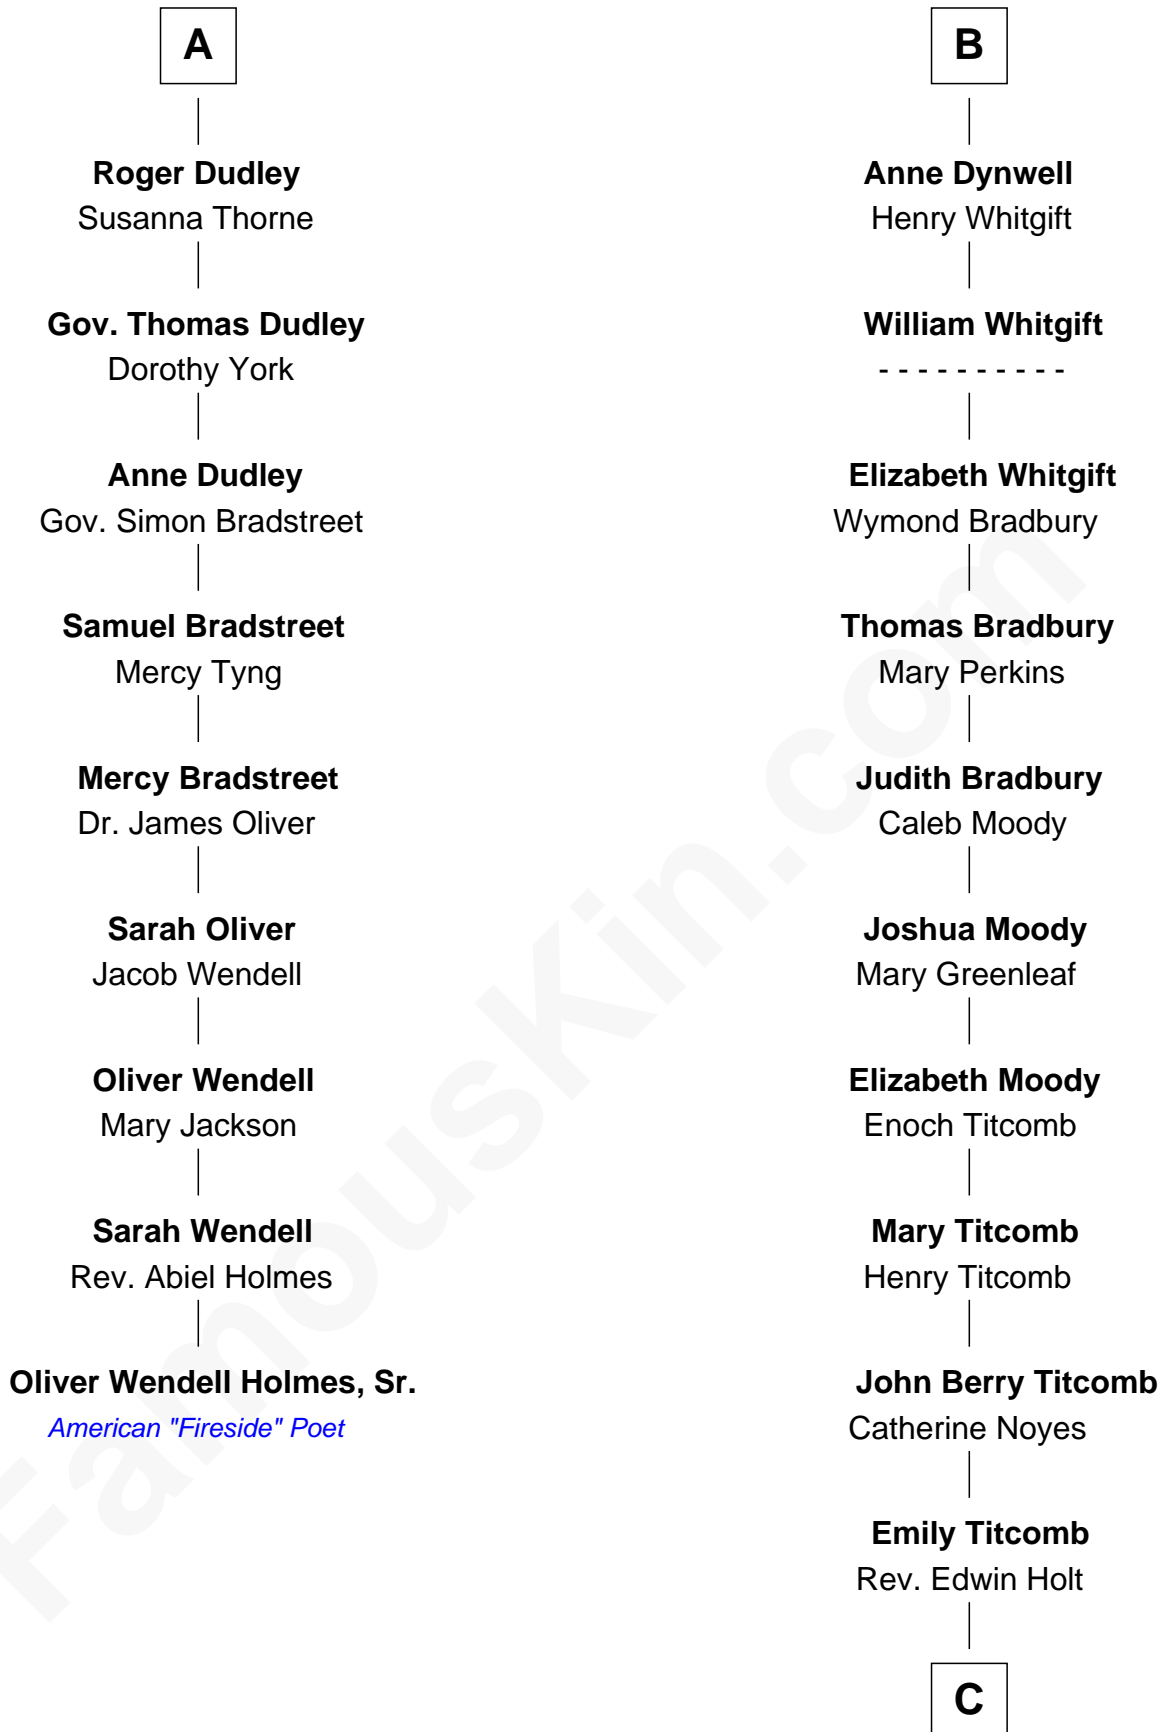 A
Roger Dudley
Susanna Thorne
Gov. Thomas Dudley
Dorothy York
Anne Dudley
Gov. Simon Bradstreet
Samuel Bradstreet
Mercy Tyng
Mercy Bradstreet
Dr. James Oliver
Sarah Oliver
Jacob Wendell
Oliver Wendell
Mary Jackson
Sarah Wendell
Rev. Abiel Holmes
Oliver Wendell Holmes, Sr.
American "Fireside" Poet
B
Anne Dynwell
Henry Whitgift
William Whitgift
- - - - - - - - - -
Elizabeth Whitgift
Wymond Bradbury
Thomas Bradbury
Mary Perkins
Judith Bradbury
Caleb Moody
Joshua Moody
Mary Greenleaf
Elizabeth Moody
Enoch Titcomb
Mary Titcomb
Henry Titcomb
John Berry Titcomb
Catherine Noyes
Emily Titcomb
Rev. Edwin Holt
C
FamousKin.com